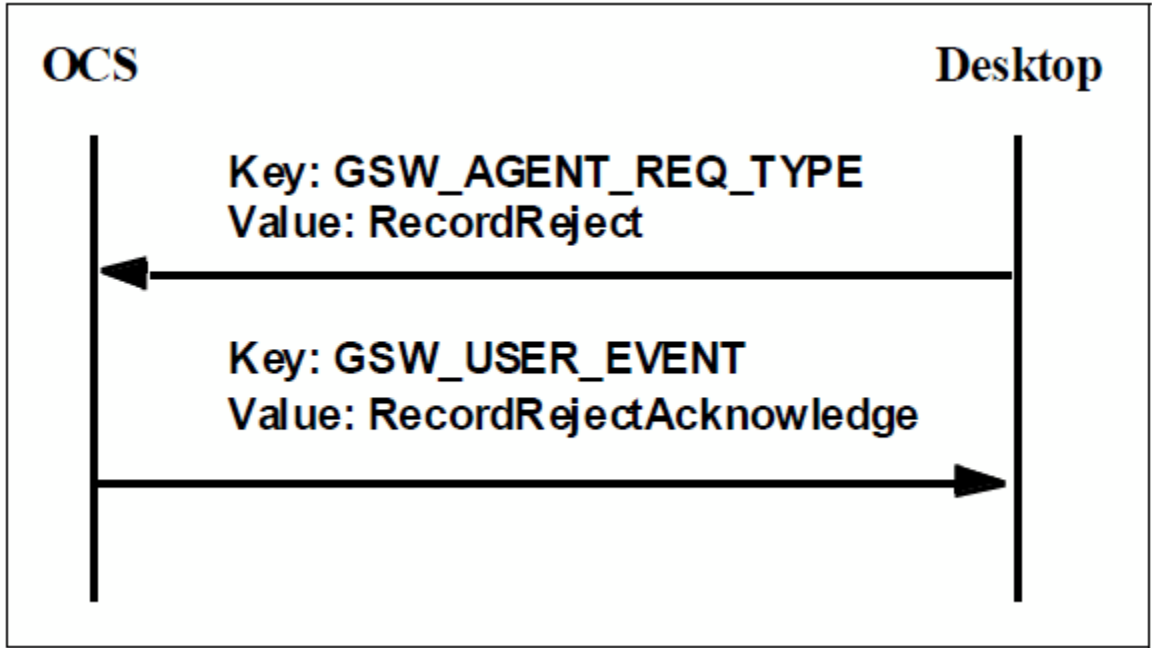 OCS
Desktop
Key: GSW_AGENT_REQ_TYPE
Value: RecordReject
Key: GSW_USER_EVENT
Value: RecordRejectAcknowledge